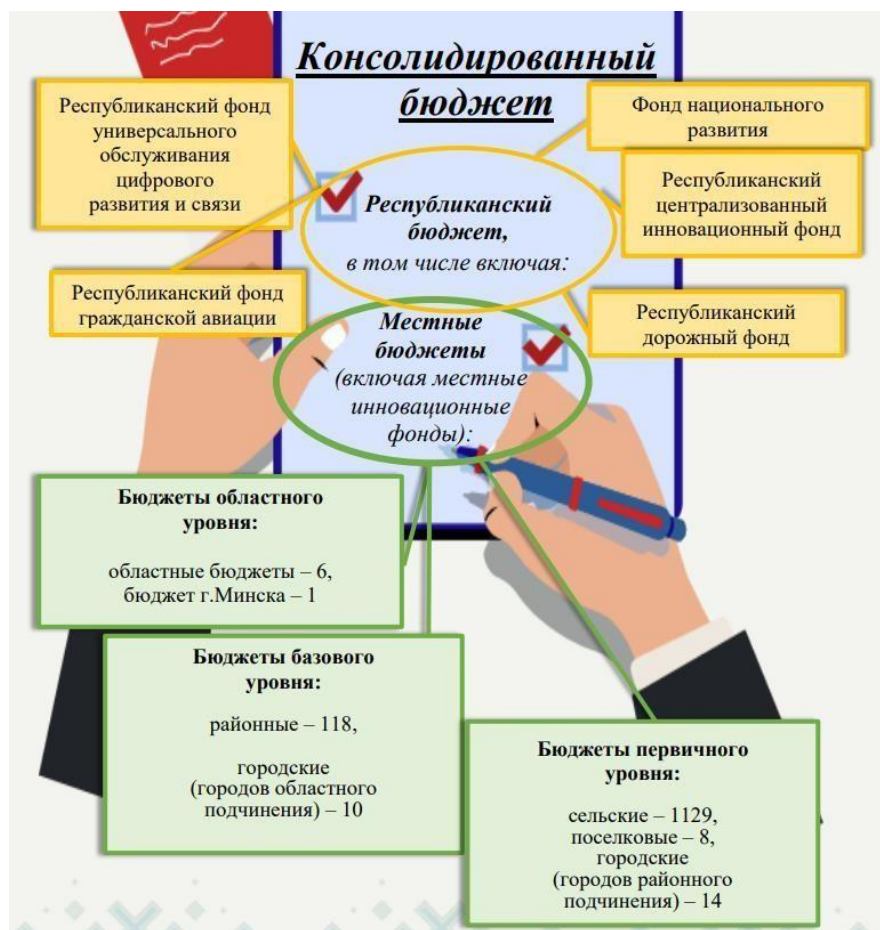 Консолидированный
бюджет
Республиканский фонд
универсального
обслуживания
цифрового
развития и связи
Фонд национального
развития
Республиканский
централизованный
инновационный фонд
Республиканский
бюджет,
в том числе включая:
Республиканский фонд
гражданской авиации
Республиканский
дорожный фонд
Местные
бюджеты
(включая местные
инновационные
фонды):
Бюджеты областного
уровня:
областные бюджеты – 6,
бюджет г.Минска – 1
Бюджеты базового
уровня:
районные – 118,
городские
(городов областного
подчинения) – 10
Бюджеты первичного
уровня:
сельские – 1129,
поселковые – 8,
городские
(городов районного
подчинения) – 14